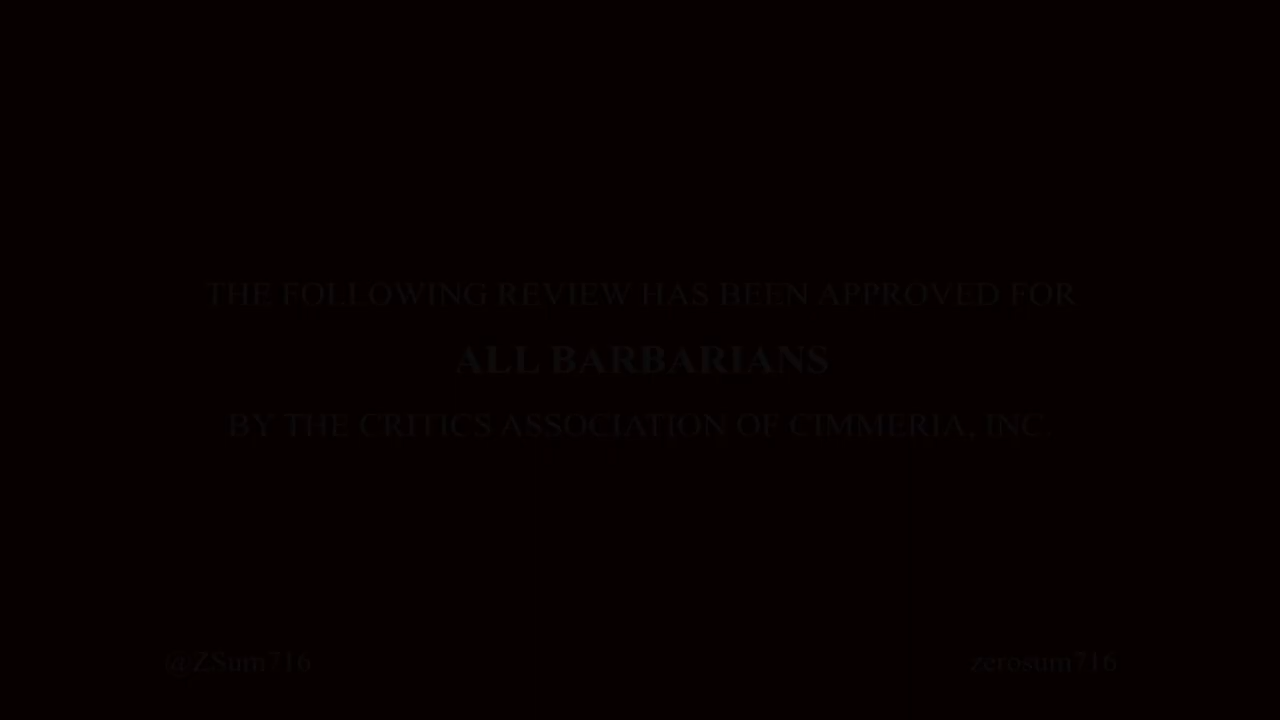 THE FOLLOWING REVIEW HAS BEEN APPROVED FOR
ALL BARBARIANS
BY THE CRITICS ASSOCIATION OF CIMMERIA, INC.
@ZSum716
zerosum716